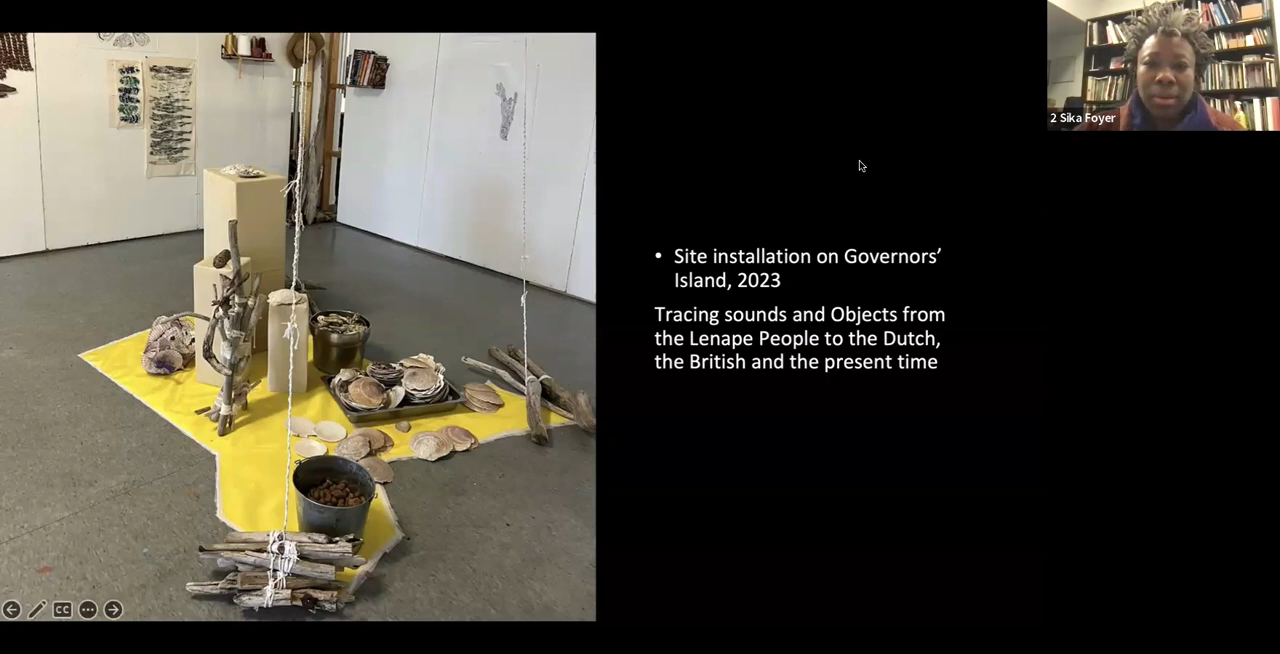 2 Sika Foyer
• Site installation on Governors’
Island, 2023
Tracing sounds and Objects from
the Lenape People to the Dutch,
the British and the present time
CC